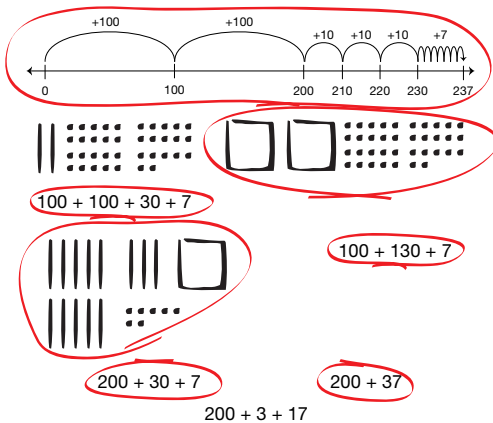 +100 +100 +10 +10 +10 +7
0 100 200 210 220 230 237
100 + 100 + 30 + 7
100 + 130 + 7
200 + 30 + 7 200 + 37
200 + 3 + 17